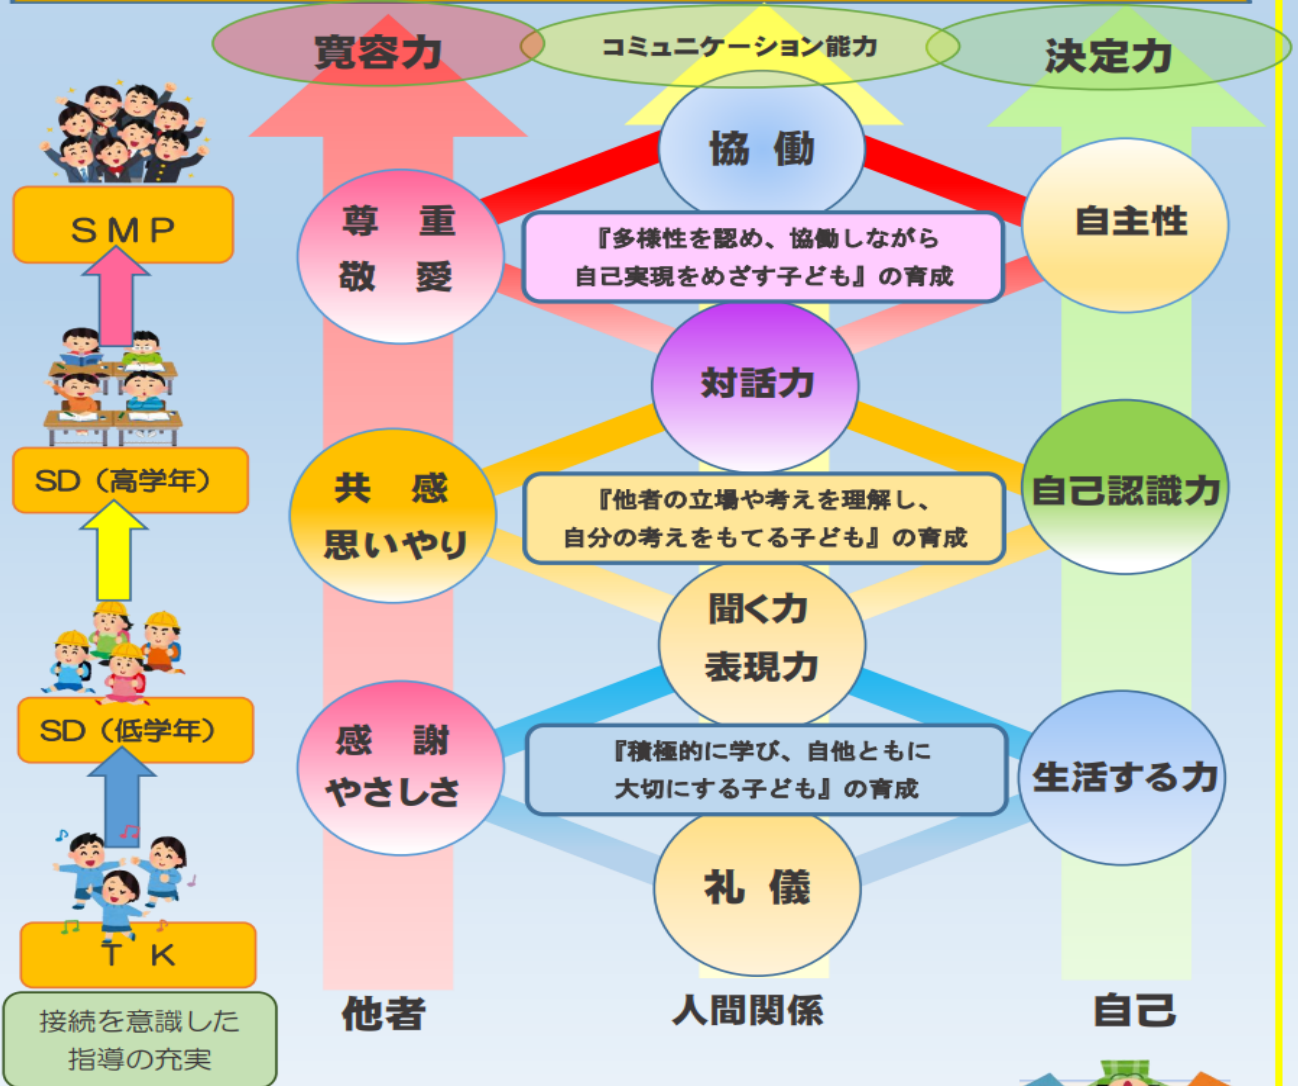 寛容力
コミュニケーション能力
決定力
協 働
尊 重
敬 愛
自主性
『多様性を認め、協働しながら
自己実現をめざす子ども』の育成
ＳＭＰ
対話力
SD（高学年）
共 感
思いやり
自己認識力
『他者の立場や考えを理解し、
自分の考えをもてる子ども』の育成
聞く力
表現力
SD（低学年）
感 謝
やさしさ
生活する力
『積極的に学び、自他ともに
大切にする子ども』の育成
礼 儀
Ｔ Ｋ
他者
人間関係
自己
接続を意識した
指導の充実